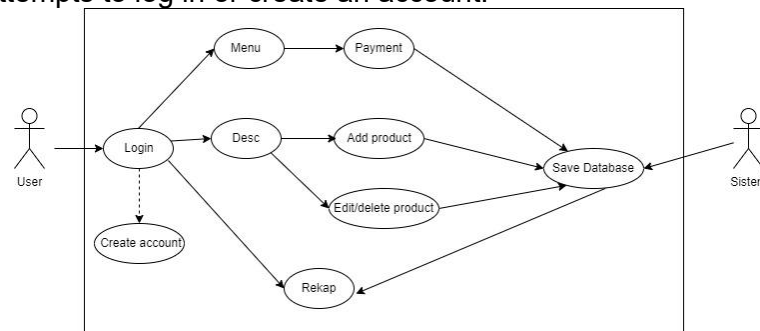 attempts to log in or create an account.
Menu
Payment
Login
Desc
Add product
Save Database
User
Sistem
Edit/delete product
Create account
Rekap